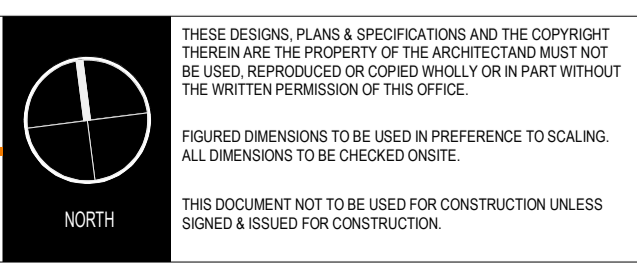 THESE DESIGNS, PLANS & SPECIFICATIONS AND THE COPYRIGHT
THEREIN ARE THE PROPERTY OF THE ARCHITECTAND MUST NOT
BE USED, REPRODUCED OR COPIED WHOLLY OR IN PART WITHOUT
THE WRITTEN PERMISSION OF THIS OFFICE.
FIGURED DIMENSIONS TO BE USED IN PREFERENCE TO SCALING.
ALL DIMENSIONS TO BE CHECKED ONSITE.
THIS DOCUMENT NOT TO BE USED FOR CONSTRUCTION UNLESS
SIGNED & ISSUED FOR CONSTRUCTION.
NORTH